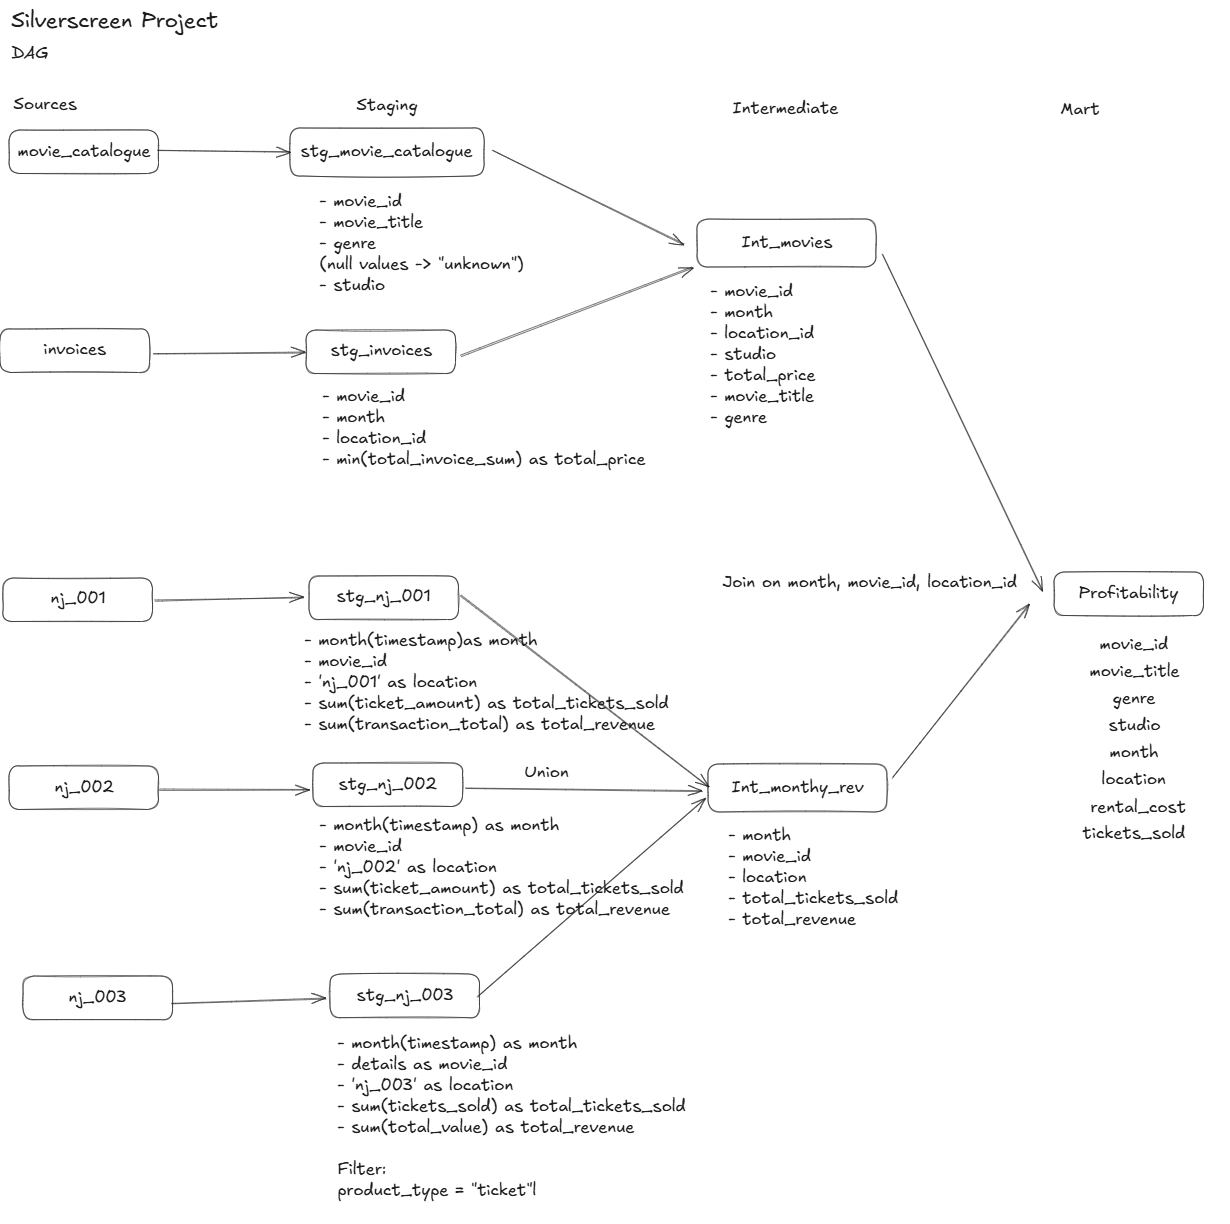 Silverscreen Project
DAG
Sources
Staging
Intermediate
Mart
movie_catalogue
stg_movie_catalogue
- movie_id
- movie_title
- genre
(null values -> "unknown")
- studio
Int_movies
- movie_id
- month
- location_id
- studio
- total_price
- movie_title
- genre
invoices
stg_invoices
- movie_id
- month
- location_id
- min(total_invoice_sum) as total_price
nj_001
stg_nj_001
- month(timestamp)as month
- movie_id
- 'nj_001' as location
- sum(ticket_amount) as total_tickets_sold
- sum(transaction_total) as total_revenue
Join on month, movie_id, location_id
Profitability
movie_id
movie_title
genre
studio
month
location
rental_cost
tickets_sold
nj_002
stg_nj_002
Union
- month(timestamp) as month
- movie_id
- 'nj_002' as location
- sum(ticket_amount) as total_tickets_sold
- sum(transaction_total) as total_revenue
Int_monthy_rev
- month
- movie_id
- location
- total_tickets_sold
- total_revenue
nj_003
stg_nj_003
- month(timestamp) as month
- details as movie_id
- 'nj_003' as location
- sum(tickets_sold) as total_tickets_sold
- sum(total_value) as total_revenue
Filter:
product_type = "ticket"l